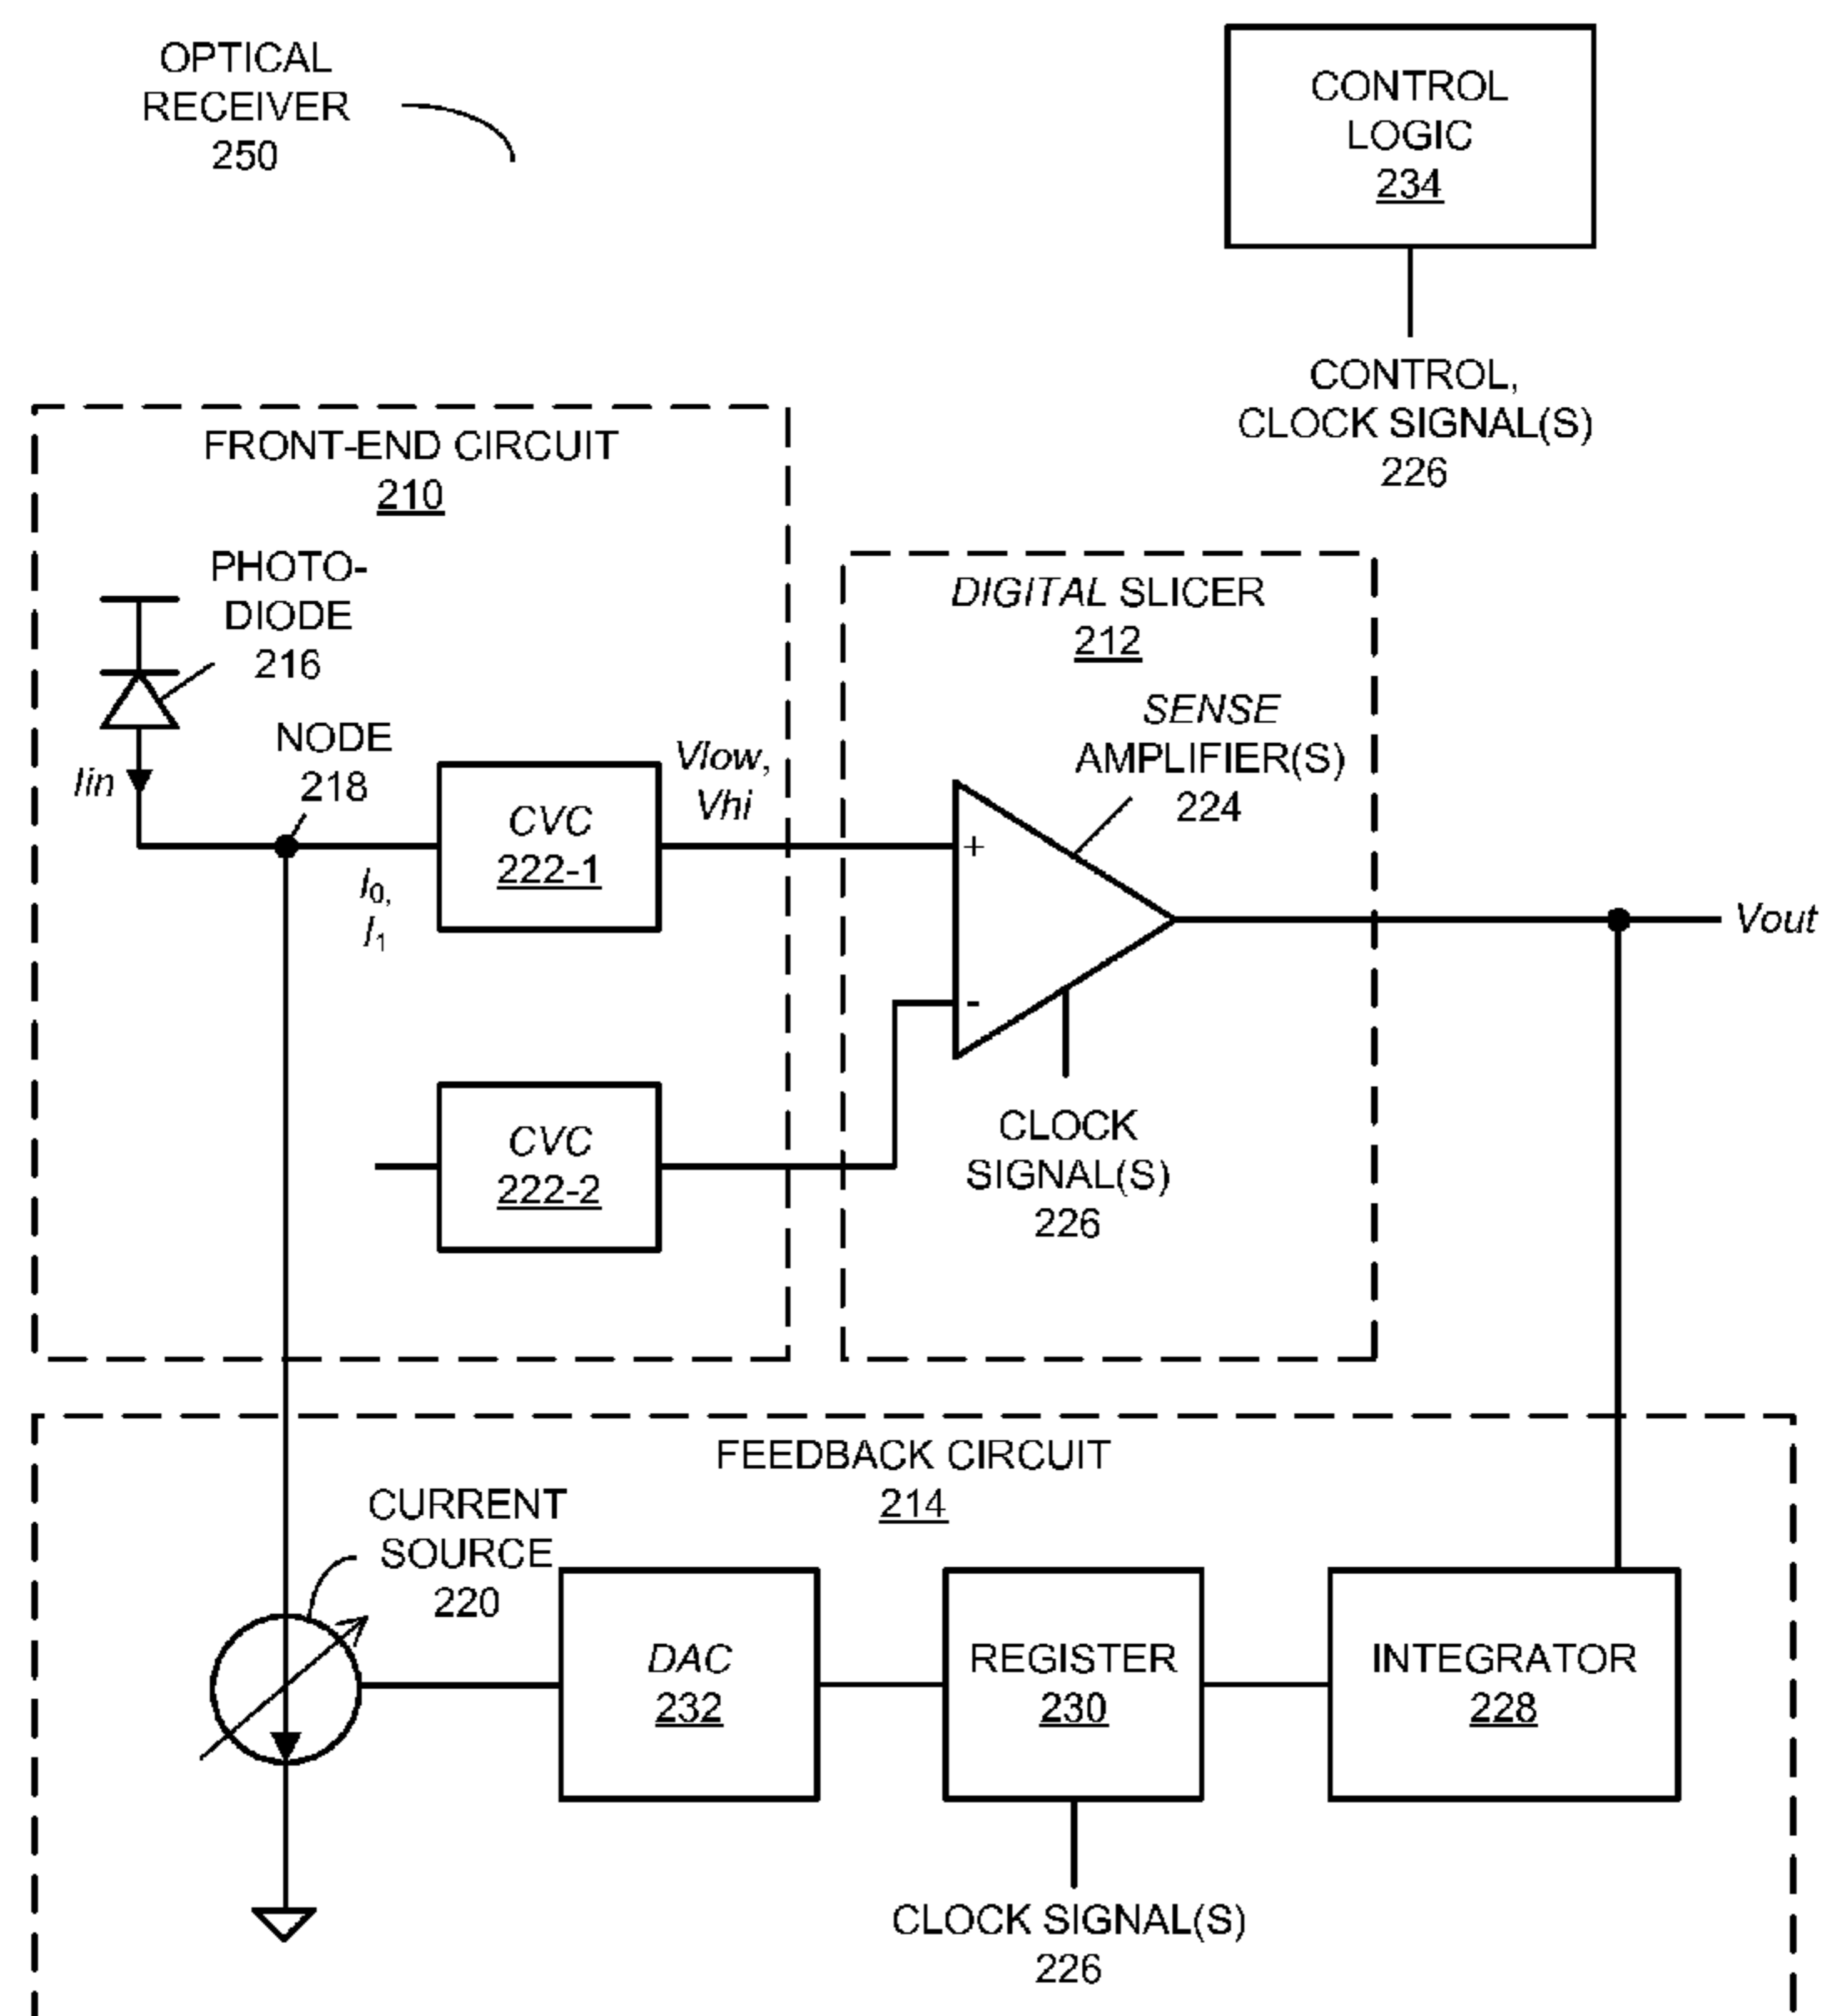 OPTICAL
RECEIVER
250
CONTROL
LOGIC
234
CONTROL,
CLOCK SIGNAL(S)
226
FRONT-END CIRCUIT
210
PHOTO-
DIODE
216
NODE
218
Iin
I0,
I1
CVC
222-1
Vlow,
Vhi
CVC
222-2
DIGITAL SLICER
212
SENSE
AMPLIFIER(S)
224
+
-
CLOCK
SIGNAL(S)
226
Vout
FEEDBACK CIRCUIT
214
CURRENT
SOURCE
220
DAC
232
REGISTER
230
INTEGRATOR
228
CLOCK SIGNAL(S)
226